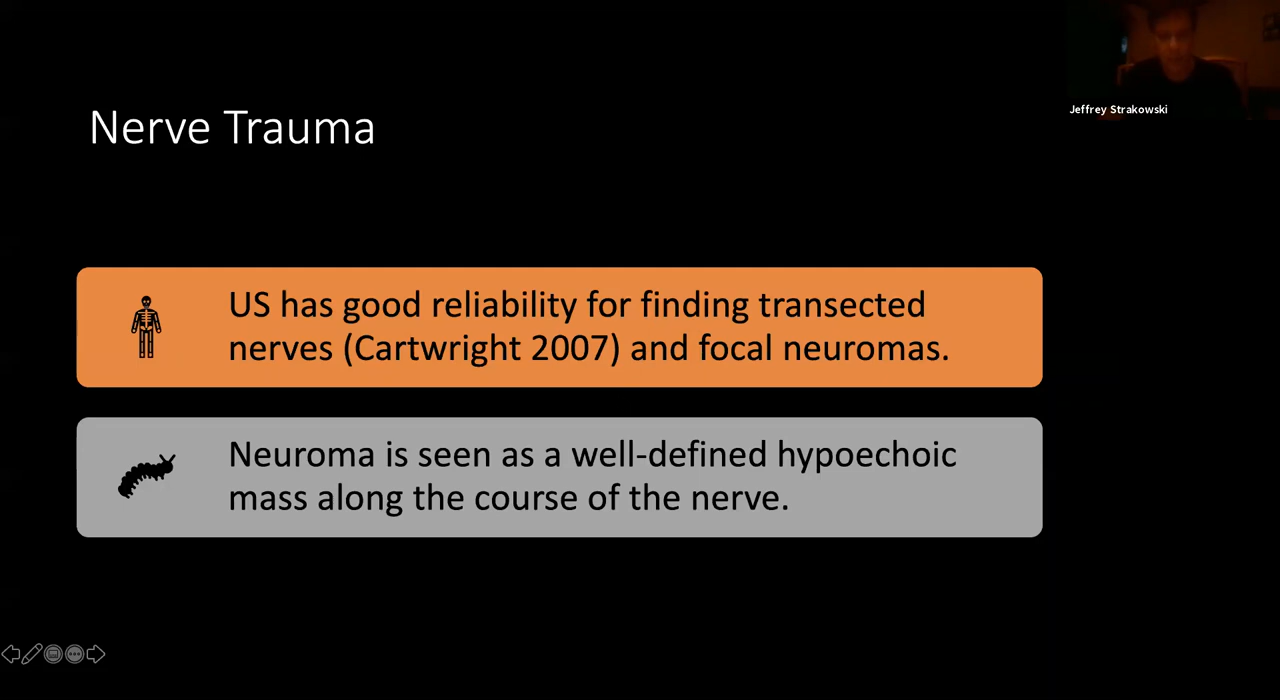 Jeffrey Strakowski
Nerve Trauma
US has good reliability for finding transected
nerves (Cartwright 2007) and focal neuromas.
Neuroma is seen as a well-defined hypoechoic
mass along the course of the nerve.